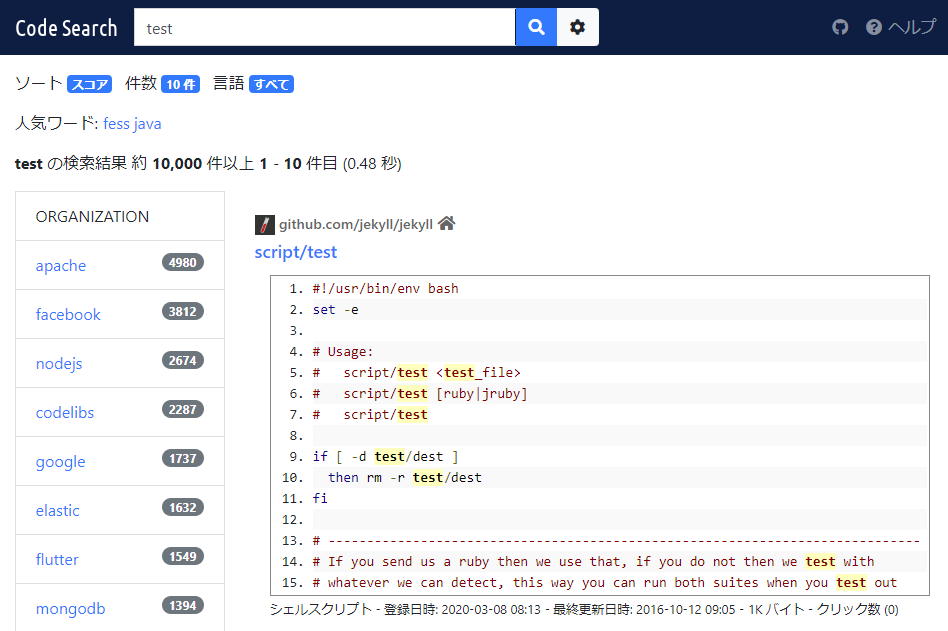 Code Search test ヘルプ
ソート スコア 件数 10 件 言語 すべて
人気ワード: fess java
test の検索結果 約 10,000 件以上 1 - 10 件目 (0.48 秒)
ORGANIZATION
apache 4980
facebook 3812
nodejs 2674
codelibs 2287
google 1737
elastic 1632
flutter 1549
mongodb 1394
github.com/jekyll/jekyll
script/test
1. #!/usr/bin/env bash
2. set -e
3.
4. # Usage:
5. #   script/test <test_file>
6. #   script/test [ruby|jruby]
7. #   script/test
8.
9. if [ -d test/dest ]
10.   then rm -r test/dest
11. fi
12.
13. # -----------------------------------------------------------------------------
14. # If you send us a ruby then we use that, if you do not then we test with
15. # whatever we can detect, this way you can run both suites when you test out
シェルスクリプト - 登録日時: 2020-03-08 08:13 - 最終更新日時: 2016-10-12 09:05 - 1K バイト - クリック数 (0)